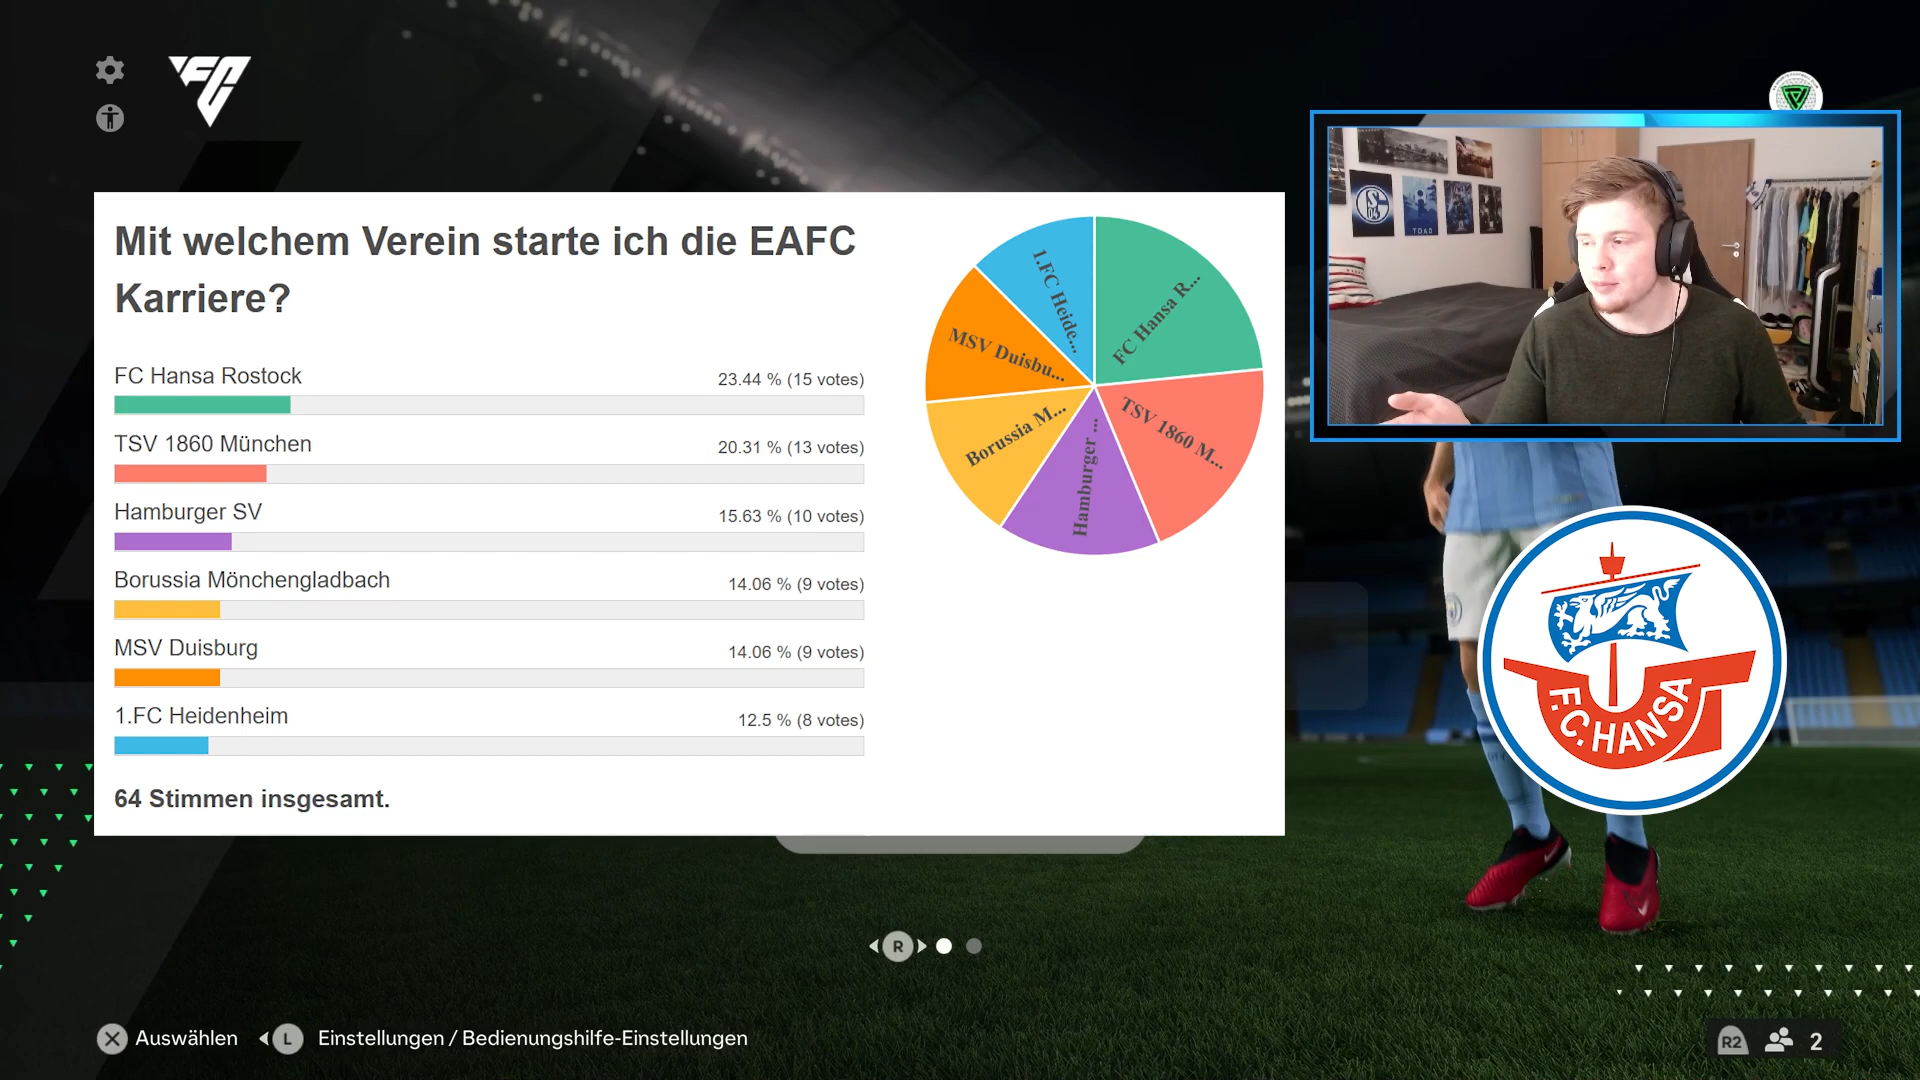 FC
Mit welchem Verein starte ich die EAFC
Karriere?
FC Hansa Rostock
23.44 % (15 votes)
TSV 1860 München
20.31 % (13 votes)
Hamburger SV
15.63 % (10 votes)
Borussia Mönchengladbach
14.06 % (9 votes)
MSV Duisburg
14.06 % (9 votes)
1.FC Heidenheim
12.5 % (8 votes)
64 Stimmen insgesamt.
1.FC Heide...
FC Hansa R...
MSV Duisbu...
TSV 1860 M...
Borussia M...
Hamburger ...
S04
TOAD
F.C.HANSA
R
Auswählen
L
Einstellungen / Bedienungshilfe-Einstellungen
R2
2